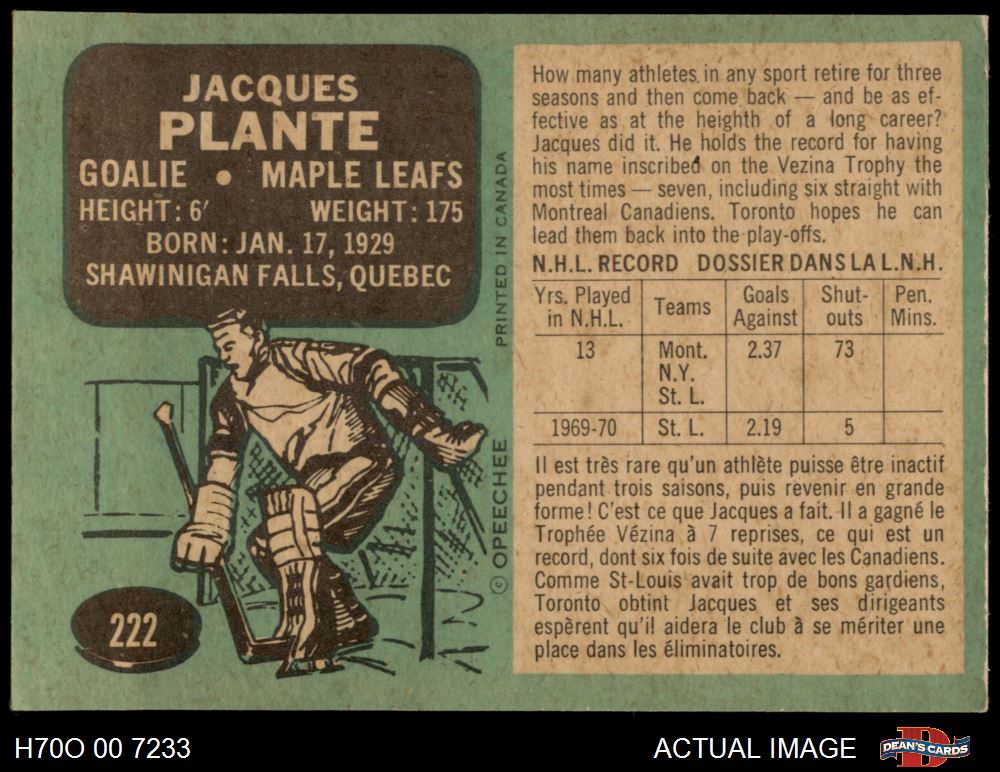 JACQUES
PLANTE
GOALIE • MAPLE LEAFS
HEIGHT: 6' WEIGHT: 175
BORN: JAN. 17, 1929
SHAWINIGAN FALLS, QUEBEC
222
© OPEECHEE PRINTED IN CANADA
How many athletes in any sport retire for three
seasons and then come back — and be as ef-
fective as at the heighth of a long career?
Jacques did it. He holds the record for having
his name inscribed on the Vezina Trophy the
most times — seven, including six straight with
Montreal Canadiens. Toronto hopes he can
lead them back into the play-offs.
N.H.L. RECORD DOSSIER DANS LA L.N.H.
Yrs. Played in N.H.L. Teams Goals Against Shut-outs Pen. Mins.
13 Mont. 2.37 73
N.Y.
St. L.
1969-70 St. L. 2.19 5
Il est très rare qu'un athlète puisse être inactif
pendant trois saisons, puis revenir en grande
forme! C'est ce que Jacques a fait. Il a gagné le
Trophée Vézina à 7 reprises, ce qui est un
record, dont six fois de suite avec les Canadiens.
Comme St-Louis avait trop de bons gardiens,
Toronto obtint Jacques et ses dirigeants
espèrent qu'il aidera le club à se mériter une
place dans les éliminatoires.
H70O 00 7233
ACTUAL IMAGE
D
DEAN'S CARDS